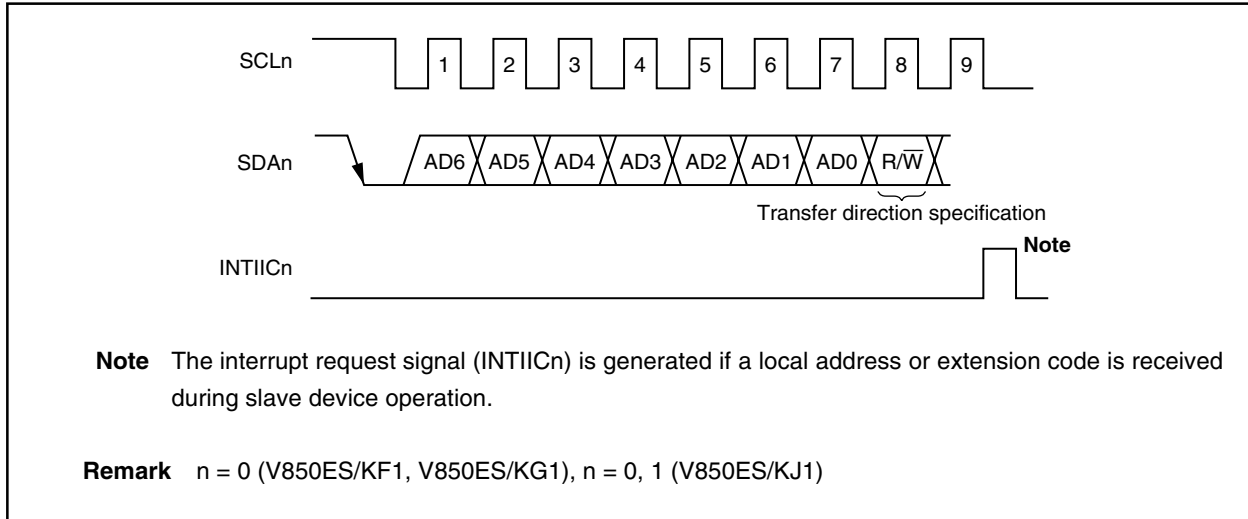 SCLn 1 2 3 4 5 6 7 8 9
SDAn AD6 AD5 AD4 AD3 AD2 AD1 AD0 R/W̅
Transfer direction specification
Note
INTIICn
Note The interrupt request signal (INTIICn) is generated if a local address or extension code is received
during slave device operation.
Remark n = 0 (V850ES/KF1, V850ES/KG1), n = 0, 1 (V850ES/KJ1)